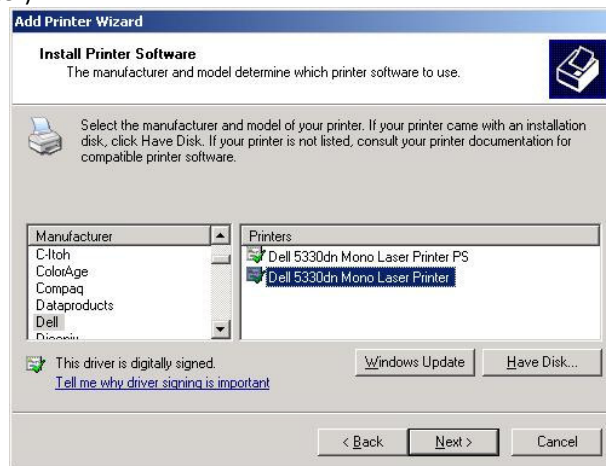 Add Printer Wizard
Install Printer Software
The manufacturer and model determine which printer software to use.
Select the manufacturer and model of your printer. If your printer came with an installation
disk, click Have Disk. If your printer is not listed, consult your printer documentation for
compatible printer software.
Manufacturer
C-Itoh
ColorAge
Compaq
Dataproducts
Dell
Printers
Dell 5330dn Mono Laser Printer PS
Dell 5330dn Mono Laser Printer
This driver is digitally signed.
Tell me why driver signing is important
Windows Update
Have Disk...
< Back
Next >
Cancel